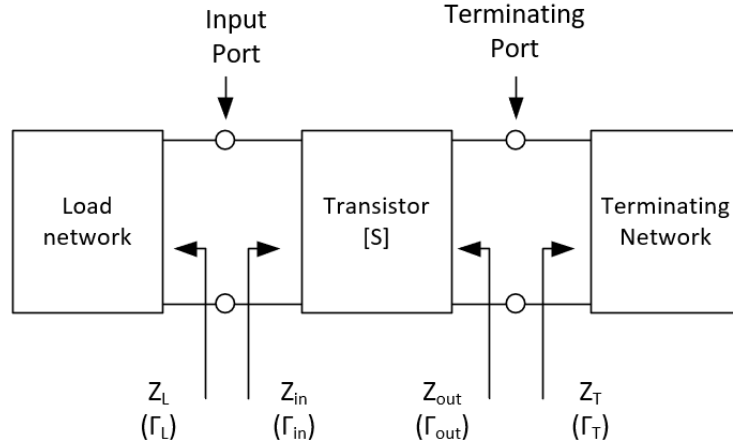 Input
Port
Terminating
Port
Load
network
Transistor
[S]
Terminating
Network
Z_L
(Γ_L)
Z_in
(Γ_in)
Z_out
(Γ_out)
Z_T
(Γ_T)